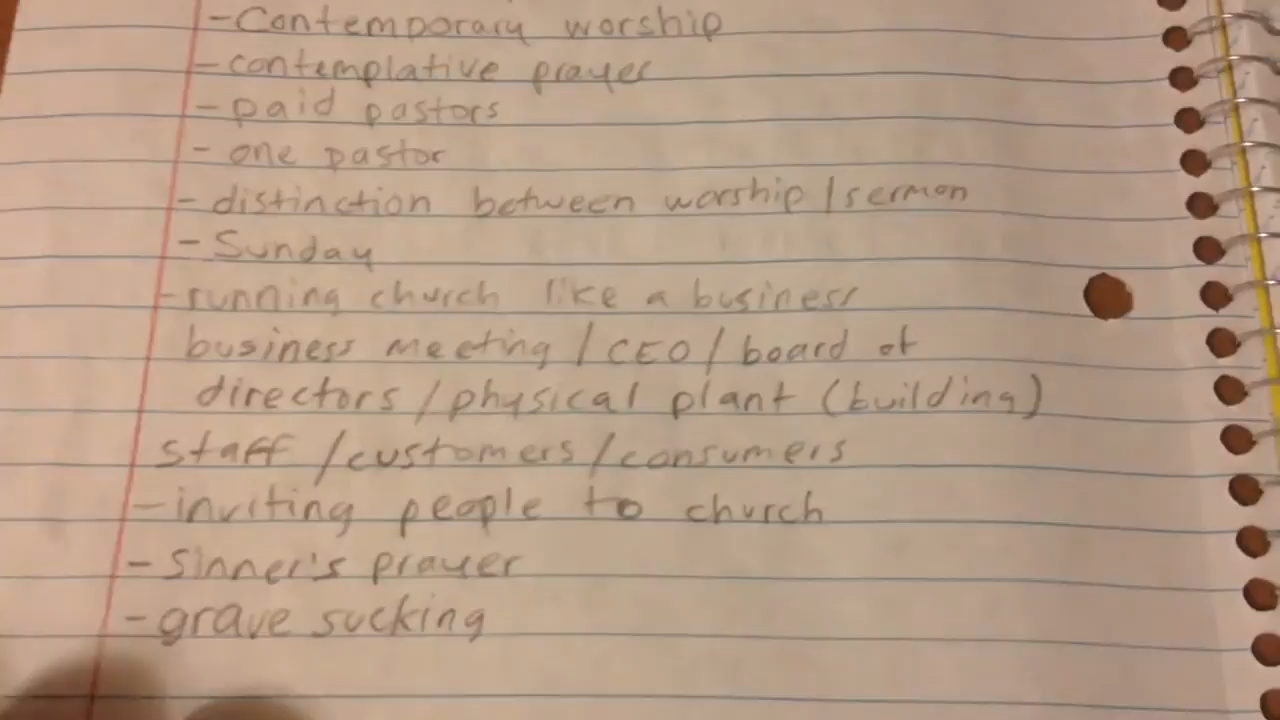 -Contemporary worship
-contemplative prayer
-paid pastors
- one pastor
-distinction between worship/sermon
- Sunday
-running church like a business
business meeting/CEO/board of
directors/physical plant (building)
staff/customers/consumers
-inviting people to church
- Sinner's prayer
-grave sucking